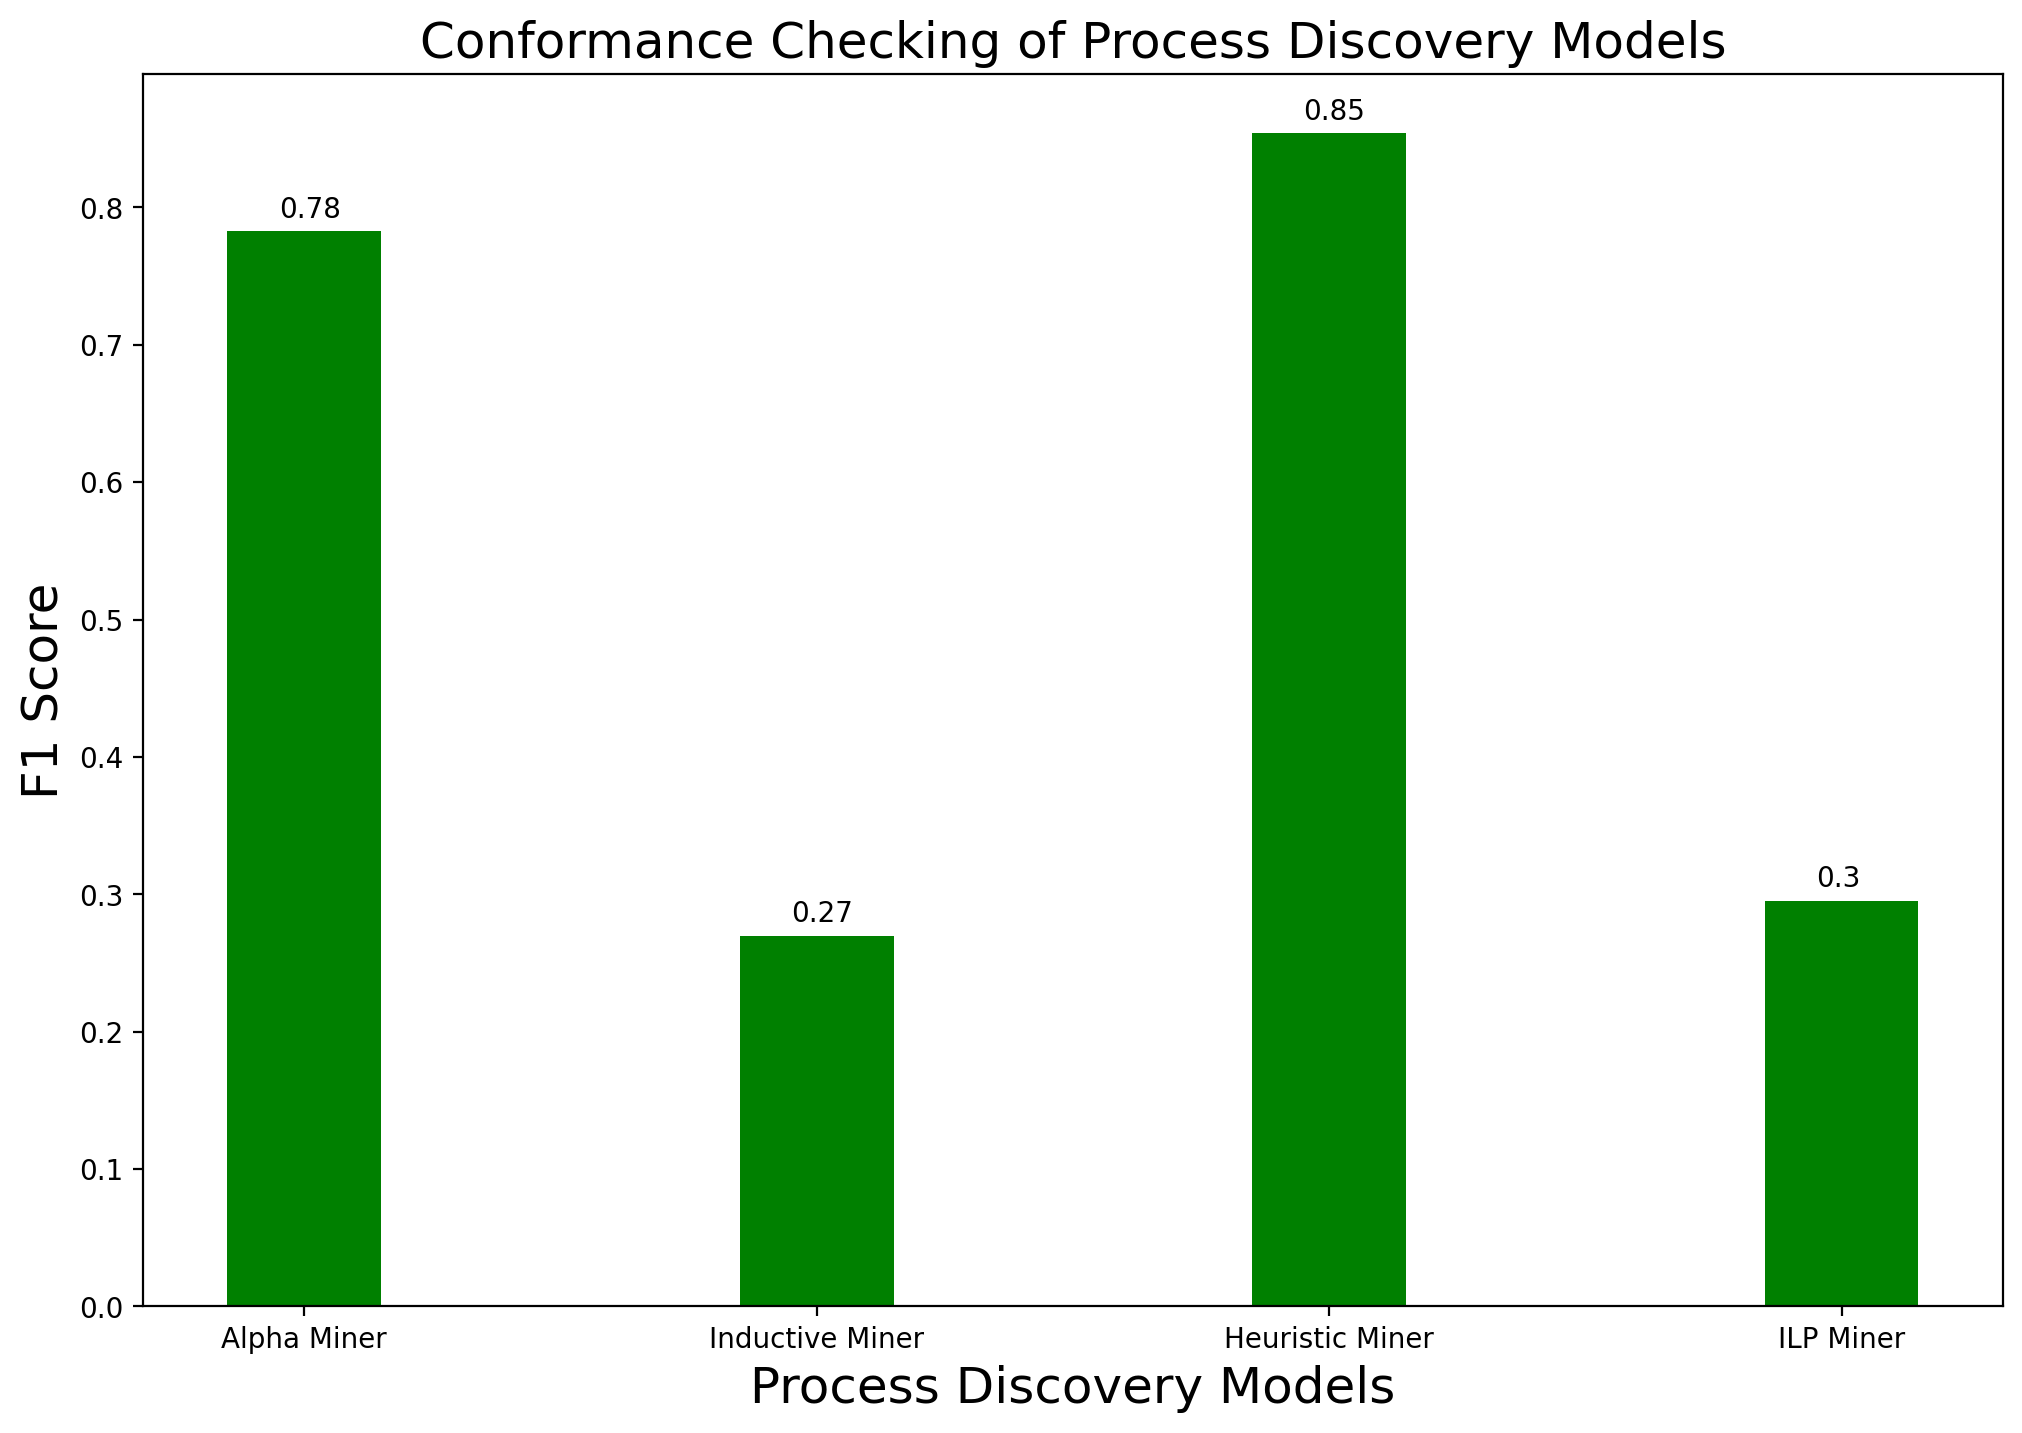 Conformance Checking of Process Discovery Models
0.85
0.78
0.8
0.7
0.6
0.5
0.4
0.3
0.2
0.1
0.0
0.27
0.3
F1 Score
Alpha Miner
Inductive Miner
Heuristic Miner
ILP Miner
Process Discovery Models